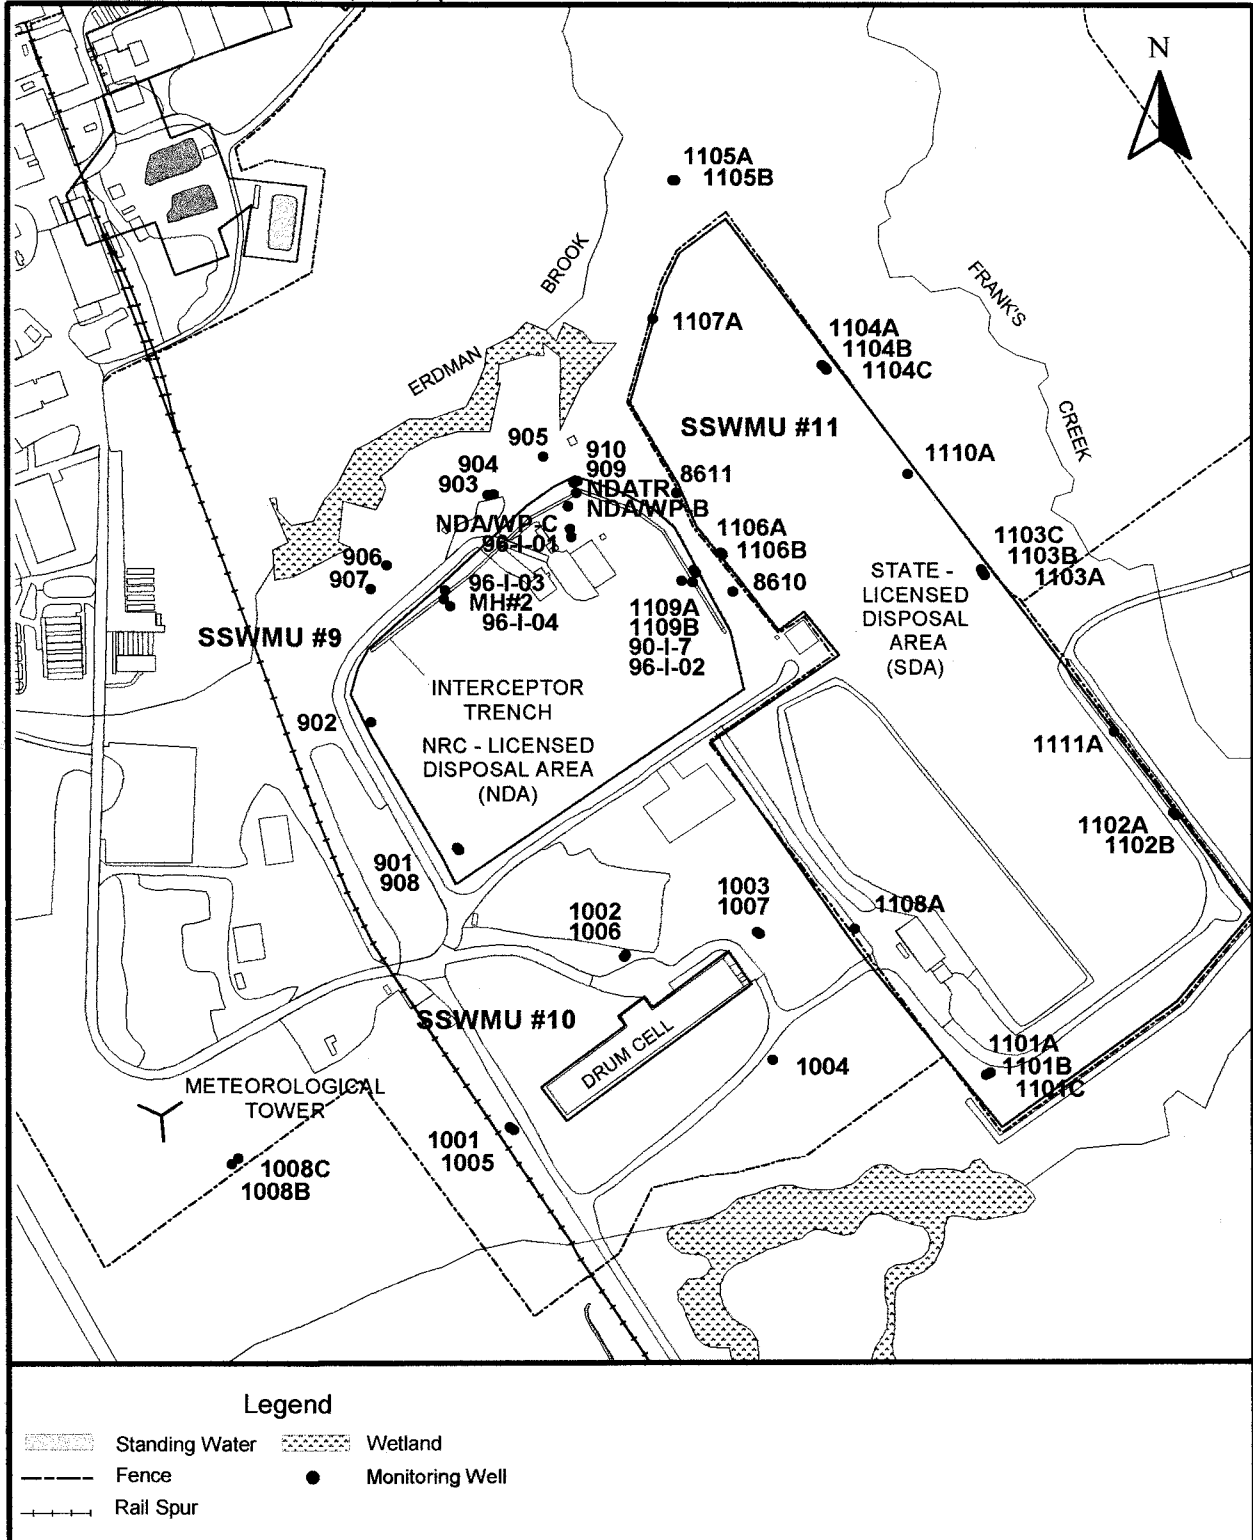 N
1105A
1105B
BROOK
FRANK'S
1107A
1104A
1104B
1104C
ERDMAN
CREEK
SSWMU #11
905
910
904
909
8611
1110A
903
NDATR
NDA/WP-B
NDA/WP-C
96-I-01
1106A
1106B
1103C
1103B
1103A
906
907
96-I-03
MH#2
96-I-04
8610
STATE -
LICENSED
DISPOSAL
AREA
(SDA)
1109A
1109B
90-I-7
96-I-02
SSWMU #9
INTERCEPTOR
TRENCH
902
NRC - LICENSED
DISPOSAL AREA
(NDA)
1111A
1102A
1102B
901
908
1003
1007
1002
1006
1108A
SSWMU #10
DRUM CELL
1101A
1101B
1101C
1004
METEOROLOGICAL
TOWER
1001
1005
1008C
1008B
Legend
Standing Water
Wetland
Fence
Monitoring Well
Rail Spur